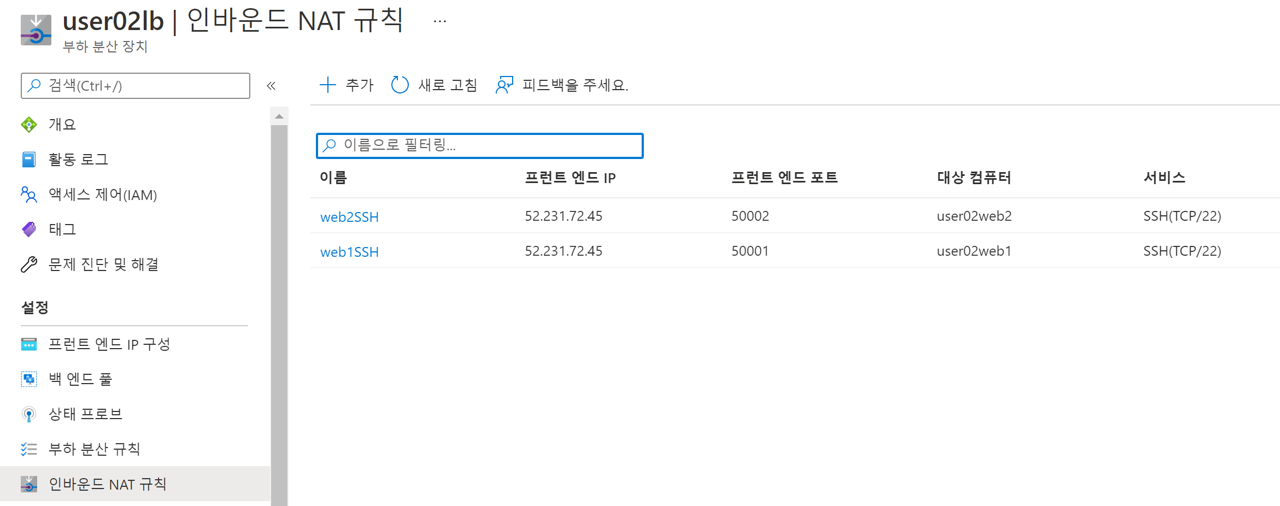 user02lb | 인바운드 NAT 규칙 ...
부하 분산 장치
검색(Ctrl+/) «
개요
활동 로그
액세스 제어(IAM)
태그
문제 진단 및 해결
설정
프런트 엔드 IP 구성
백 엔드 풀
상태 프로브
부하 분산 규칙
인바운드 NAT 규칙
추가 새로 고침 피드백을 주세요.
이름으로 필터링...
이름 프런트 엔드 IP 프런트 엔드 포트 대상 컴퓨터 서비스
web2SSH 52.231.72.45 50002 user02web2 SSH(TCP/22)
web1SSH 52.231.72.45 50001 user02web1 SSH(TCP/22)